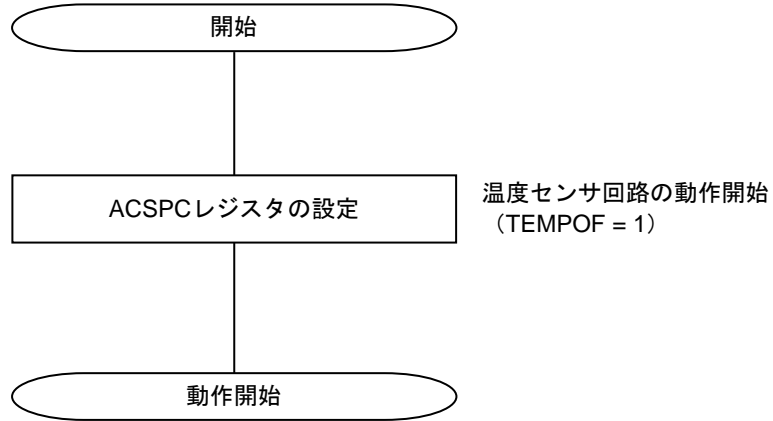 開始
ACSPCレジスタの設定
温度センサ回路の動作開始
（TEMPOF = 1）
動作開始